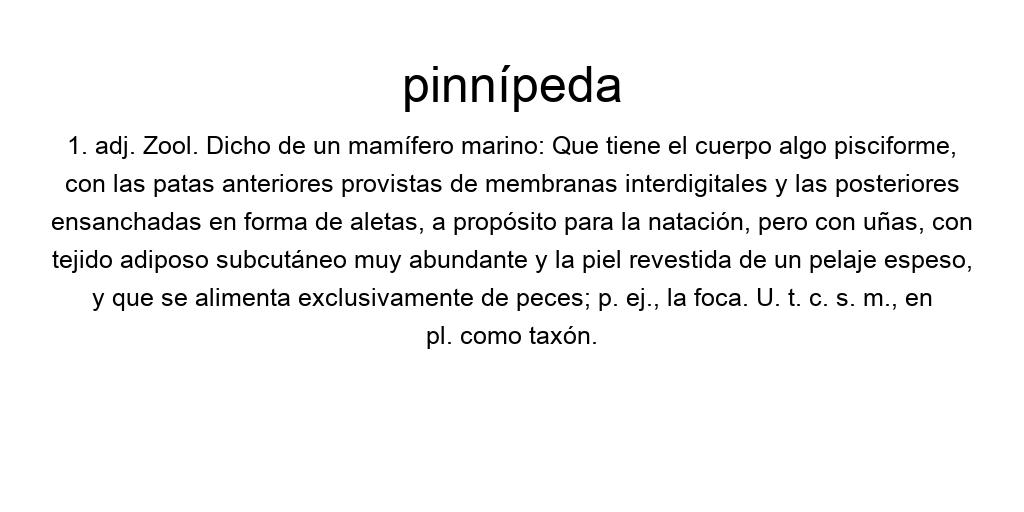 pinnípeda
1. adj. Zool. Dicho de un mamífero marino: Que tiene el cuerpo algo pisciforme,
con las patas anteriores provistas de membranas interdigitales y las posteriores
ensanchadas en forma de aletas, a propósito para la natación, pero con uñas, con
tejido adiposo subcutáneo muy abundante y la piel revestida de un pelaje espeso,
y que se alimenta exclusivamente de peces; p. ej., la foca. U. t. c. s. m., en
pl. como taxón.